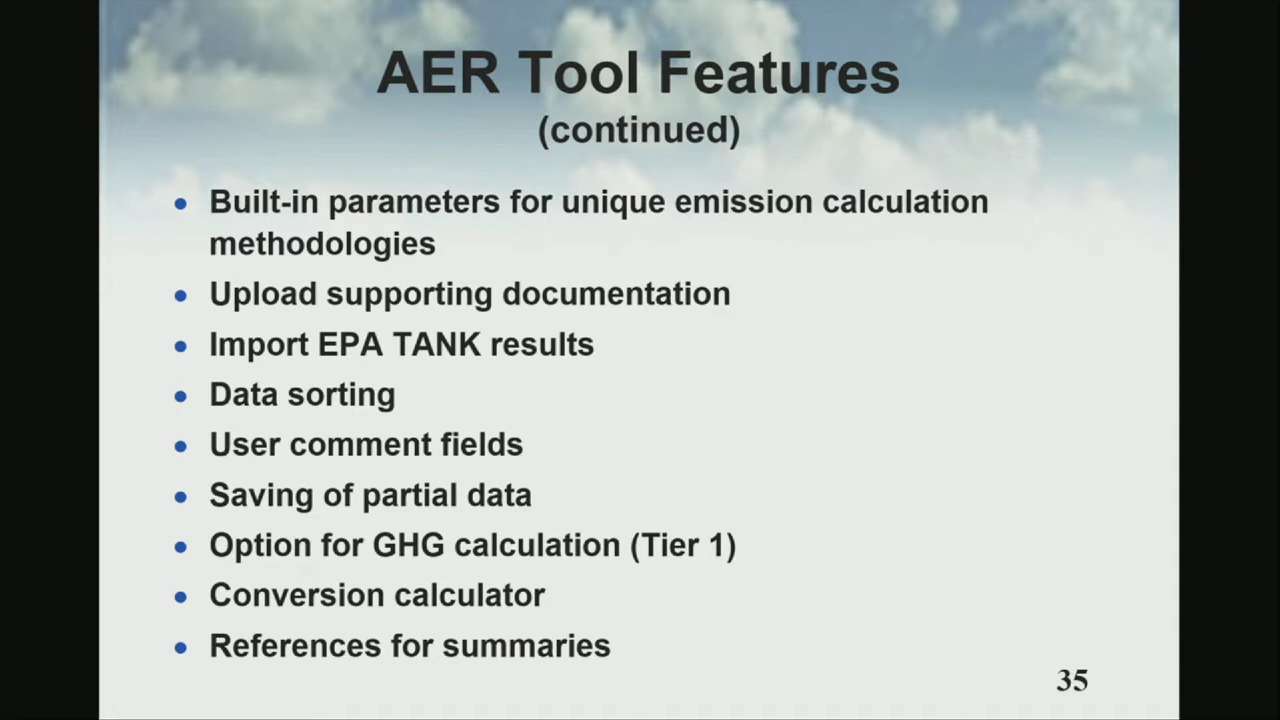 AER Tool Features
(continued)
• Built-in parameters for unique emission calculation
methodologies
• Upload supporting documentation
• Import EPA TANK results
• Data sorting
• User comment fields
• Saving of partial data
• Option for GHG calculation (Tier 1)
• Conversion calculator
• References for summaries
35